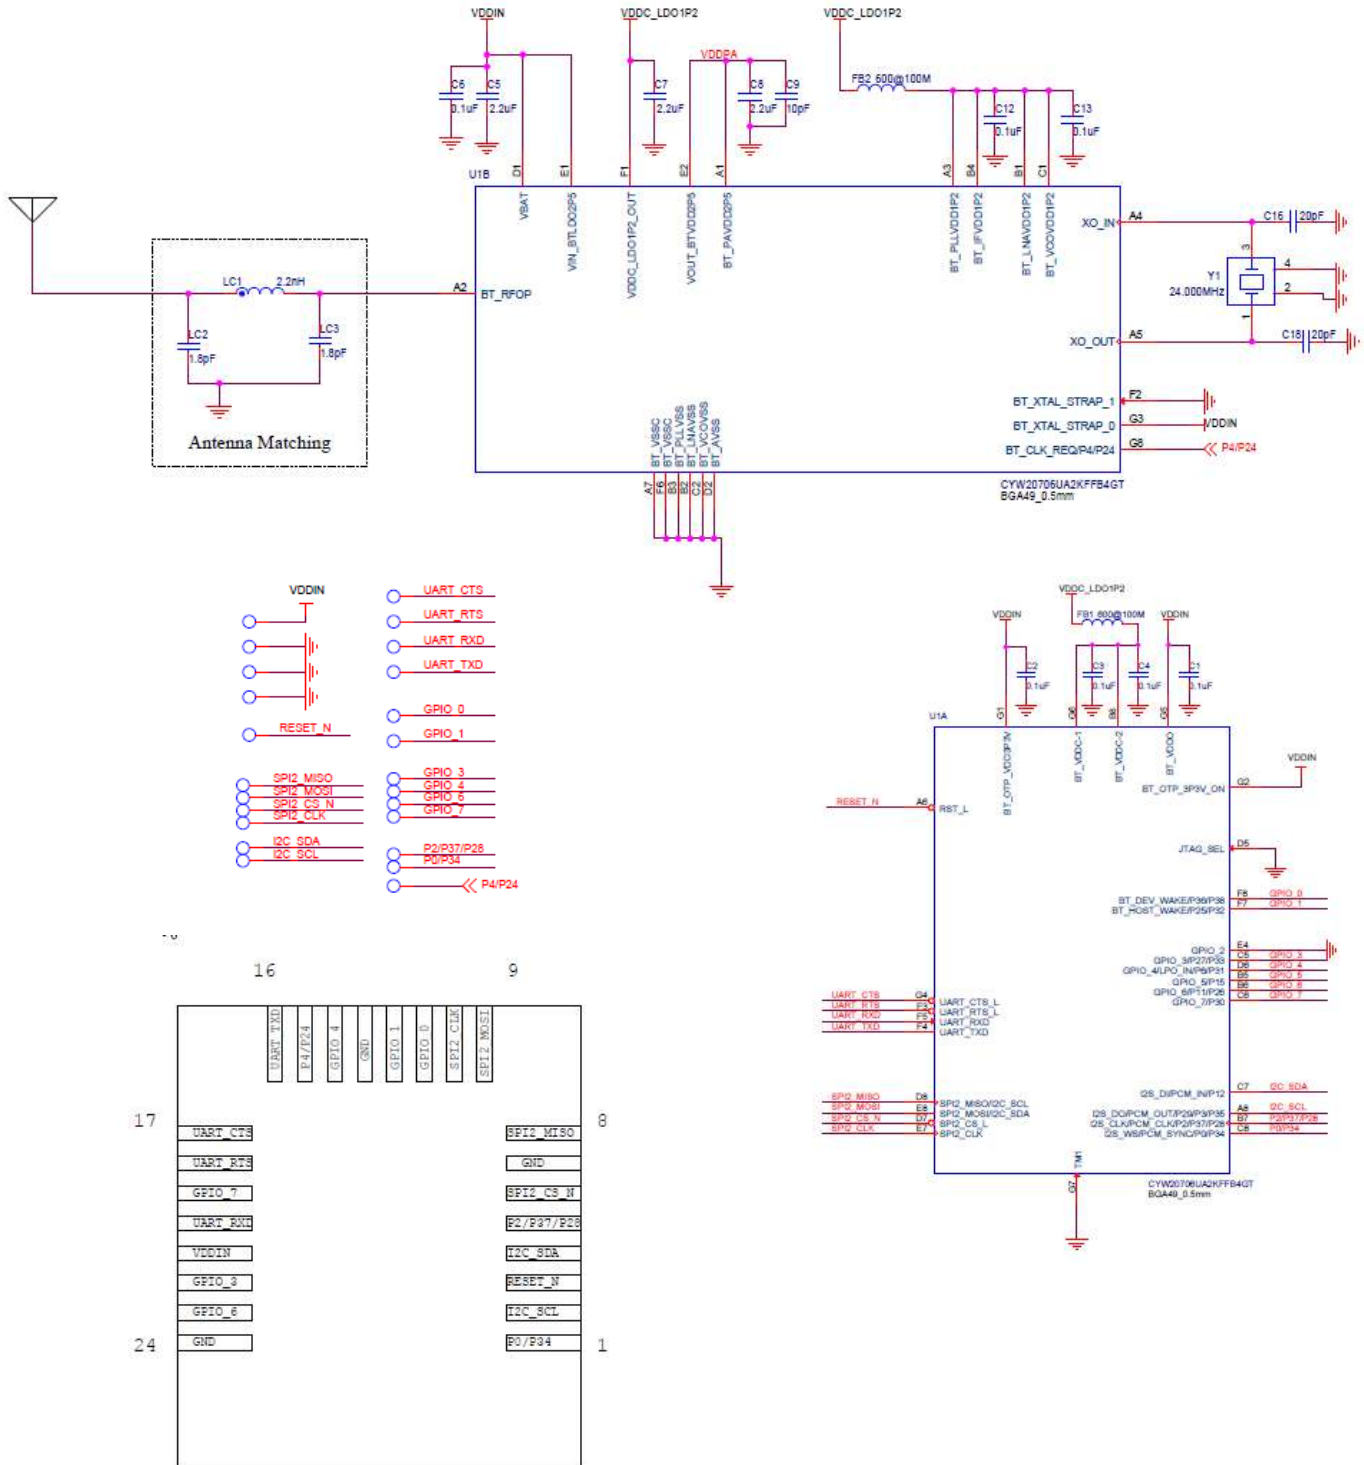 VDDIN
VDDC_LDO1P2
VDDC_LDO1P2
VDDPA
FB2 600@100M
C6
0.1uF
C5
2.2uF
C7
2.2uF
C8
2.2uF
C9
10pF
C12
0.1uF
C13
0.1uF
U1B
D1
E1
F1
E2
A1
A3
B4
B1
C1
VBAT
VIN_BTLDO2P5
VDDC_LDO1P2_OUT
VOUT_BTVDD2P5
BT_PAVDD2P5
BT_PLLVDD1P2
BT_IFVDD1P2
BT_LNAVDD1P2
BT_VCOVDD1P2
XO_IN
A4
C16
20pF
3
4
Y1
24.000MHz
2
1
XO_OUT
A5
C18
20pF
LC1
2.2nH
A2
BT_RFOP
LC2
1.8pF
LC3
1.8pF
Antenna Matching
BT_XTAL_STRAP_1
F2
BT_XTAL_STRAP_0
G3
VDDIN
BT_CLK_REQ/P4/P24
G8
P4/P24
BT_VSSC
BT_VSSC
BT_PLLVSS
BT_LNAVSS
BT_VCOVSS
BT_AVSS
A7
F6
B3
B2
C2
D2
CYW20706UA2KFFB4GT
BGA49_0.5mm
VDDIN
UART_CTS
UART_RTS
UART_RXD
UART_TXD
RESET_N
GPIO_0
GPIO_1
SPI2_MISO
SPI2_MOSI
SPI2_CS_N
SPI2_CLK
GPIO_3
GPIO_4
GPIO_6
GPIO_7
I2C_SDA
I2C_SCL
P2/P37/P28
P0/P34
P4/P24
VDDC_LDO1P2
VDDIN
FB1 600@100M
VDDIN
C2
0.1uF
C3
0.1uF
C4
0.1uF
C1
0.1uF
U1A
G1
G6
G5
BT_OTP_VDD3P3V
BT_VDDC-1
BT_VDDC-2
BT_VDDO
VDDIN
BT_OTP_3P3V_ON
G2
RESET_N
A6
RST_L
JTAG_SEL
D5
BT_DEV_WAKE/P36/P38
F8
GPIO_0
BT_HOST_WAKE/P25/P32
F7
GPIO_1
GPIO_2
E4
GPIO_3/P27/P33
C5
GPIO_3
GPIO_4/LPO_IN/P6/P31
D6
GPIO_4
GPIO_5/P15
B5
GPIO_5
GPIO_6/P11/P26
B6
GPIO_6
GPIO_7/P30
C6
GPIO_7
UART_CTS
G4
UART_CTS_L
UART_RTS
F3
UART_RTS_L
UART_RXD
F5
UART_RXD
UART_TXD
F4
UART_TXD
I2S_DI/PCM_IN/P12
C7
I2C_SDA
SPI2_MISO
D8
SPI2_MISO/I2C_SCL
SPI2_MOSI
E8
SPI2_MOSI/I2C_SDA
SPI2_CS_N
D7
SPI2_CS_L
SPI2_CLK
E7
SPI2_CLK
I2S_DO/PCM_OUT/P29/P3/P35
A8
I2C_SCL
I2S_CLK/PCM_CLK/P2/P37/P28
B7
P2/P37/P28
I2S_WS/PCM_SYNC/P0/P34
C8
P0/P34
TM1
G7
CYW20706UA2KFFB4GT
BGA49_0.5mm
16
9
UART_TXD
P4/P24
GPIO_4
GND
GPIO_1
GPIO_0
SPI2_CLK
SPI2_MOSI
17
8
UART_CTS
SPI2_MISO
UART_RTS
GND
GPIO_7
SPI2_CS_N
UART_RXD
P2/P37/P28
VDDIN
I2C_SDA
GPIO_3
RESET_N
GPIO_6
I2C_SCL
24
GND
P0/P34
1